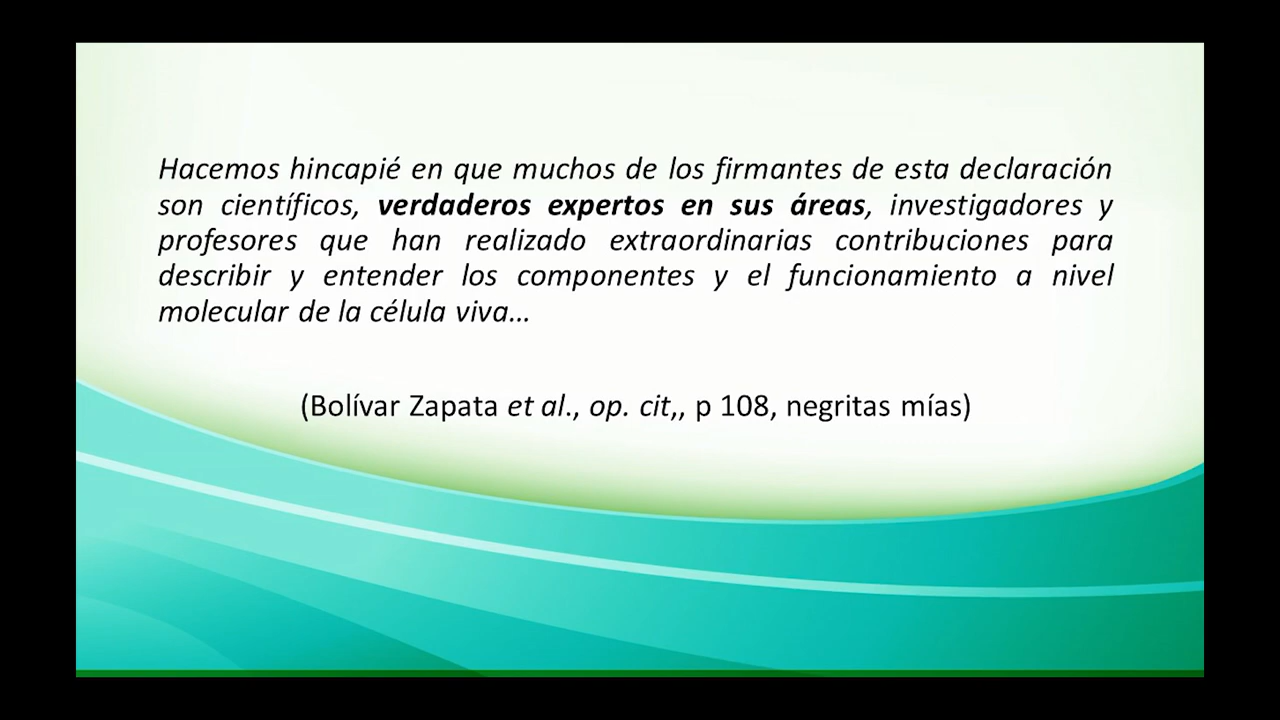 Hacemos hincapié en que muchos de los firmantes de esta declaración
son científicos, verdaderos expertos en sus áreas, investigadores y
profesores que han realizado extraordinarias contribuciones para
describir y entender los componentes y el funcionamiento a nivel
molecular de la célula viva…
(Bolívar Zapata et al., op. cit,, p 108, negritas mías)